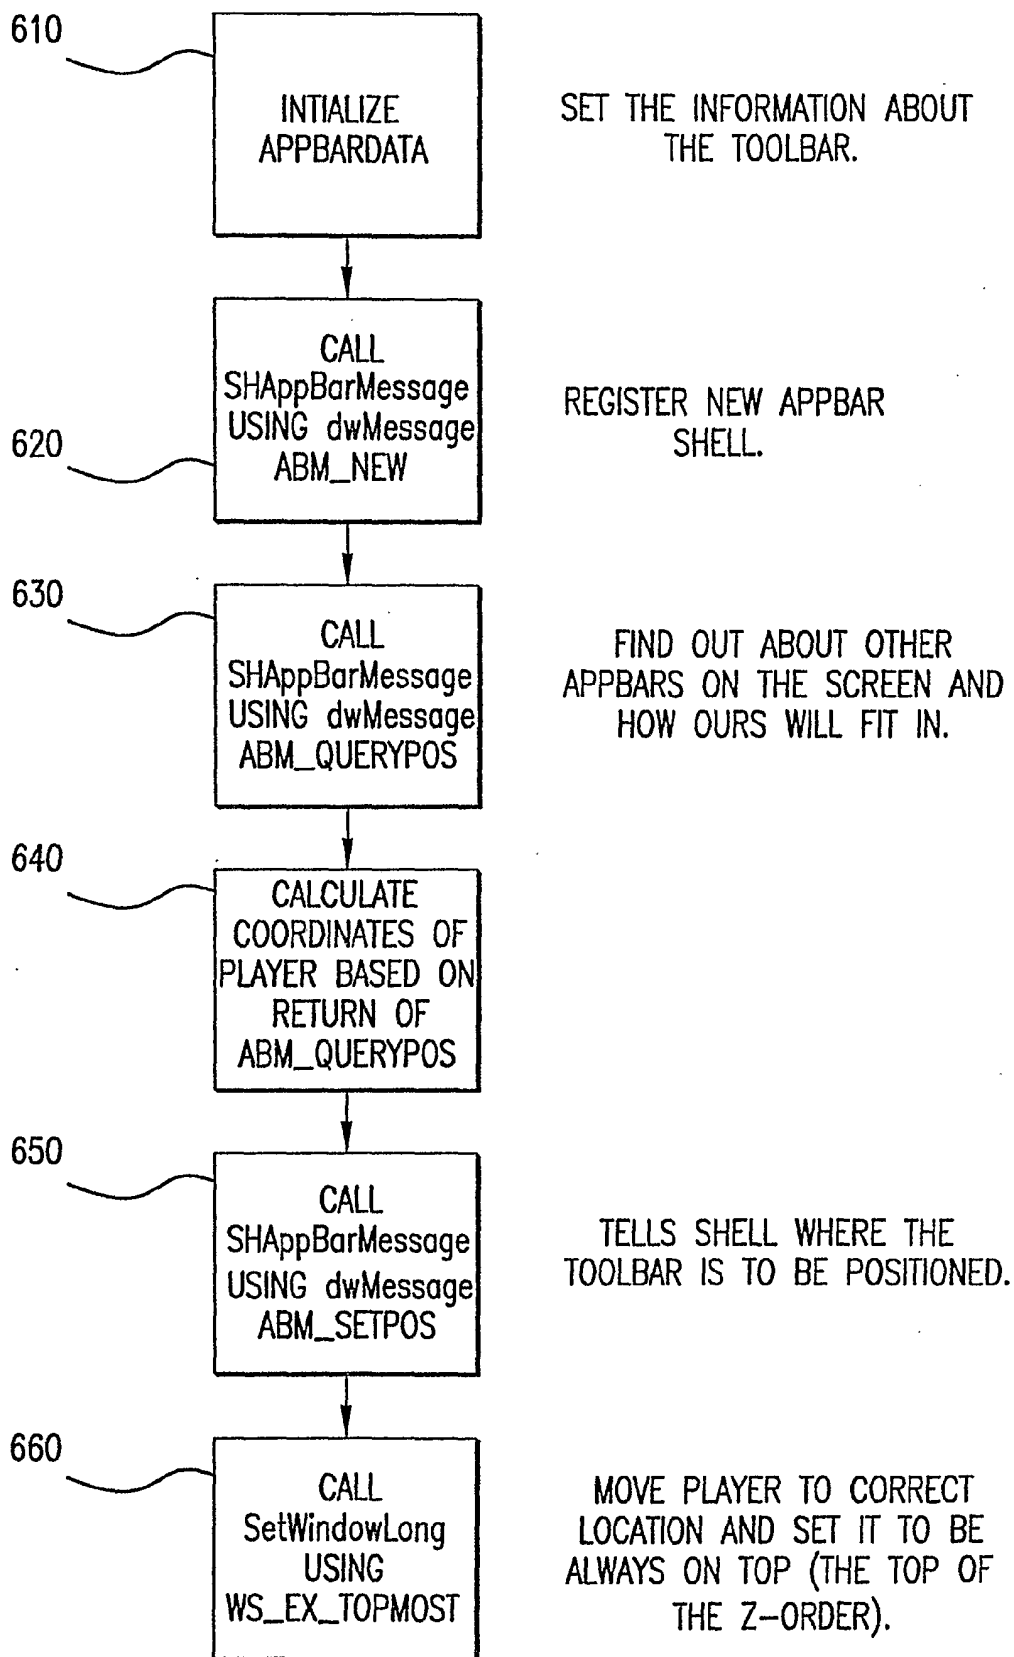 610
INTIALIZE
APPBARDATA
SET THE INFORMATION ABOUT
THE TOOLBAR.
620
CALL
SHAppBarMessage
USING dwMessage
ABM_NEW
REGISTER NEW APPBAR
SHELL.
630
CALL
SHAppBarMessage
USING dwMessage
ABM_QUERYPOS
FIND OUT ABOUT OTHER
APPBARS ON THE SCREEN AND
HOW OURS WILL FIT IN.
640
CALCULATE
COORDINATES OF
PLAYER BASED ON
RETURN OF
ABM_QUERYPOS
650
CALL
SHAppBarMessage
USING dwMessage
ABM_SETPOS
TELLS SHELL WHERE THE
TOOLBAR IS TO BE POSITIONED.
660
CALL
SetWindowLong
USING
WS_EX_TOPMOST
MOVE PLAYER TO CORRECT
LOCATION AND SET IT TO BE
ALWAYS ON TOP (THE TOP OF
THE Z-ORDER).